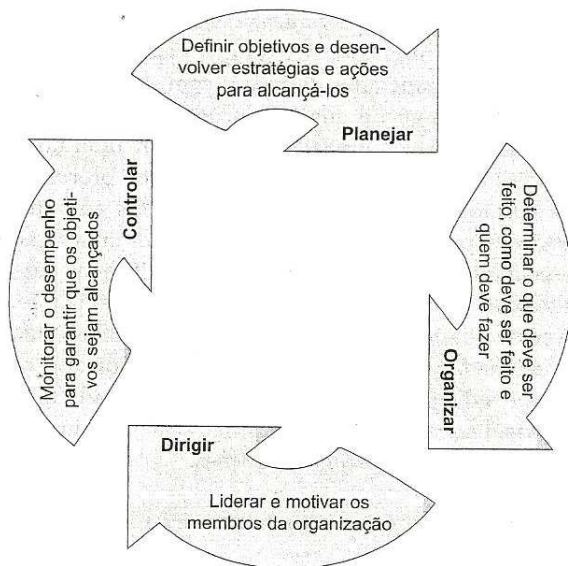 Definir objetivos e desen-
volver estratégias e ações
para alcançá-los
Planejar
Determinar o que deve ser
feito, como deve ser feito e
quem deve fazer
Organizar
Dirigir
Liderar e motivar os
membros da organização
Controlar
Monitorar o desempenho
para garantir que os objeti-
vos sejam alcançados